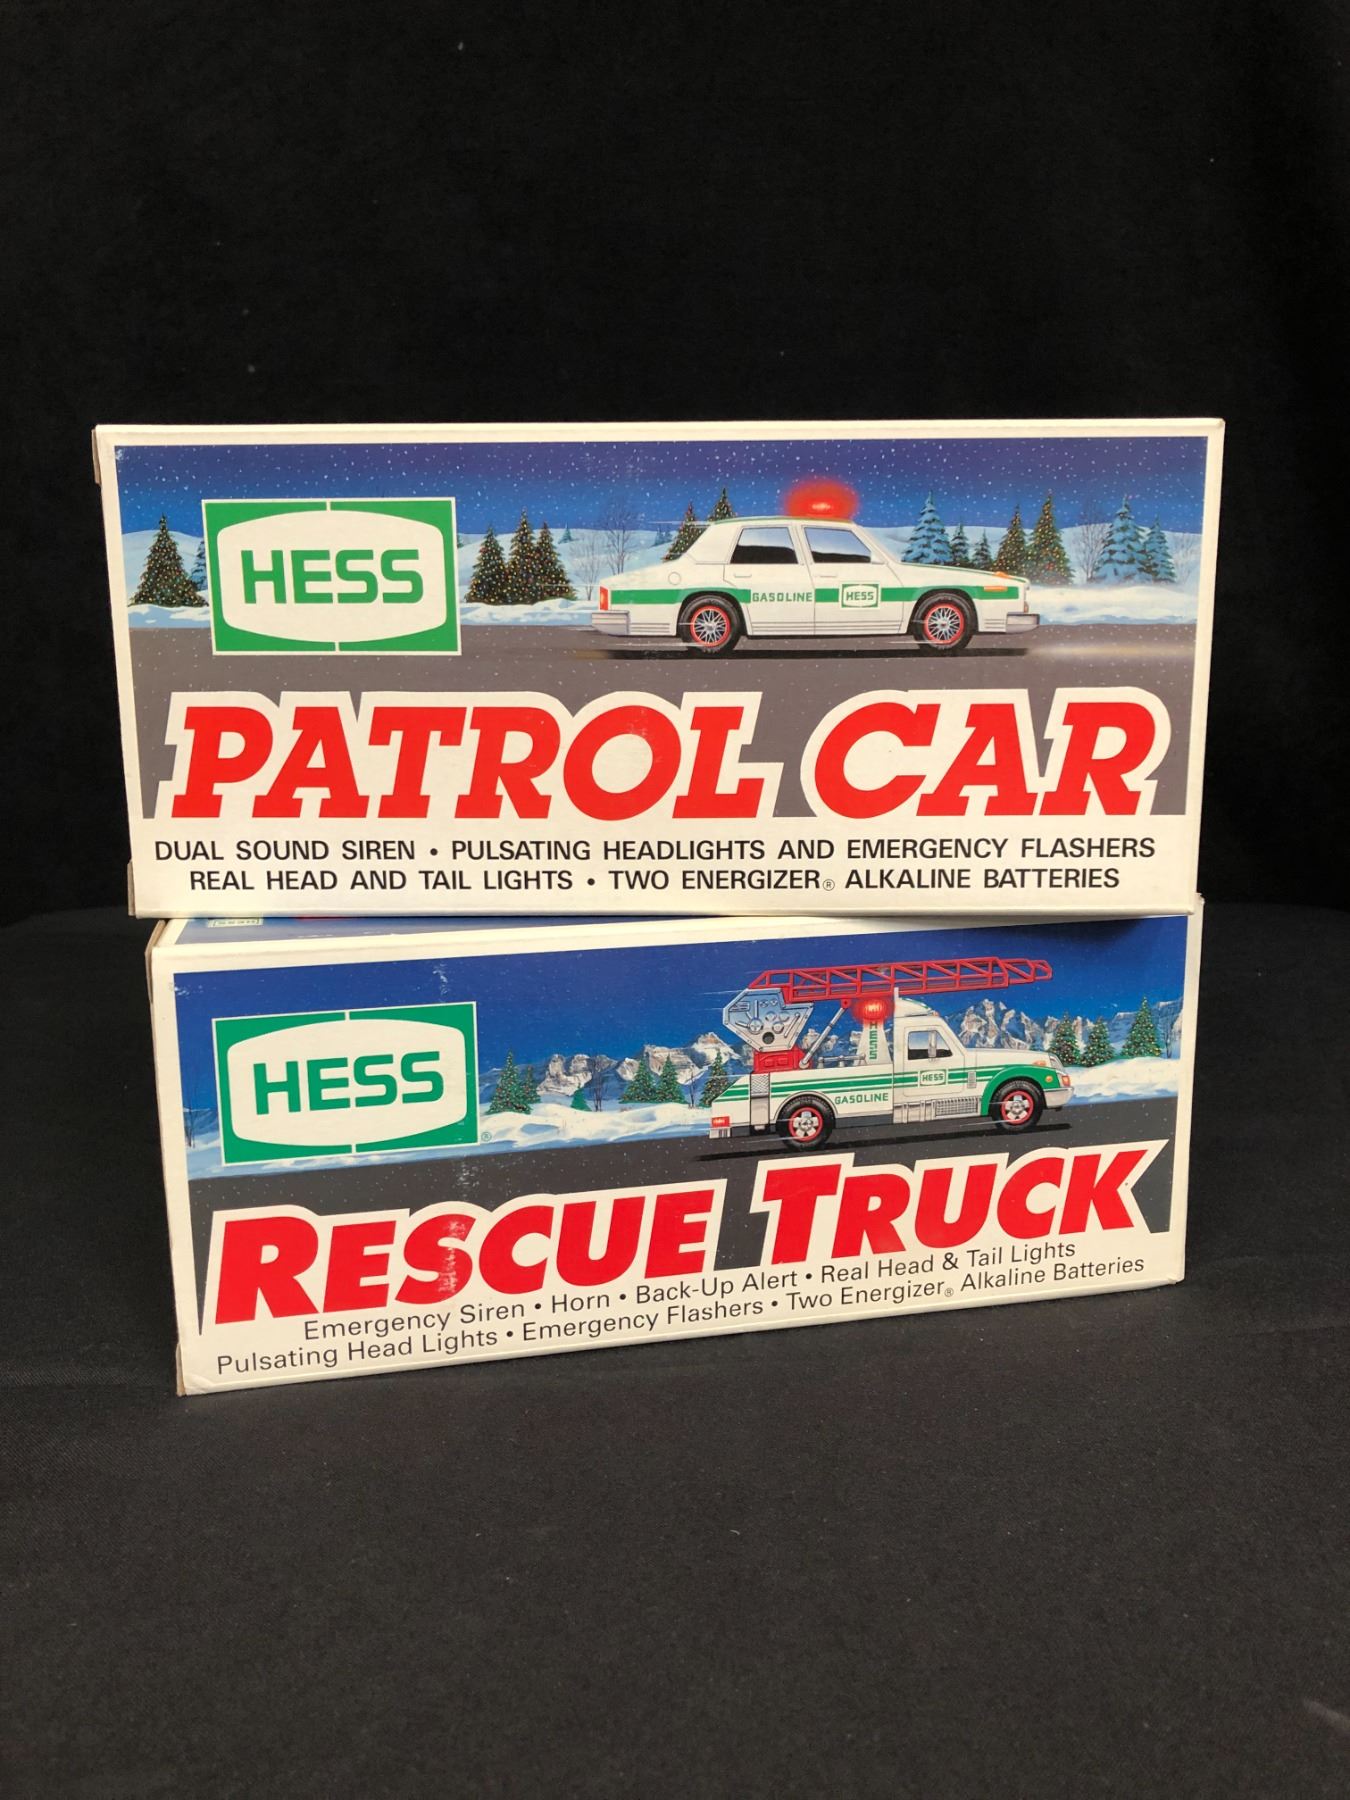 HESS
GASOLINE HESS
PATROL CAR
DUAL SOUND SIREN • PULSATING HEADLIGHTS AND EMERGENCY FLASHERS
REAL HEAD AND TAIL LIGHTS • TWO ENERGIZER® ALKALINE BATTERIES
HESS®
HESS
GASOLINE HESS
RESCUE TRUCK
Emergency Siren • Horn • Back-Up Alert • Real Head & Tail Lights
Pulsating Head Lights • Emergency Flashers • Two Energizer® Alkaline Batteries